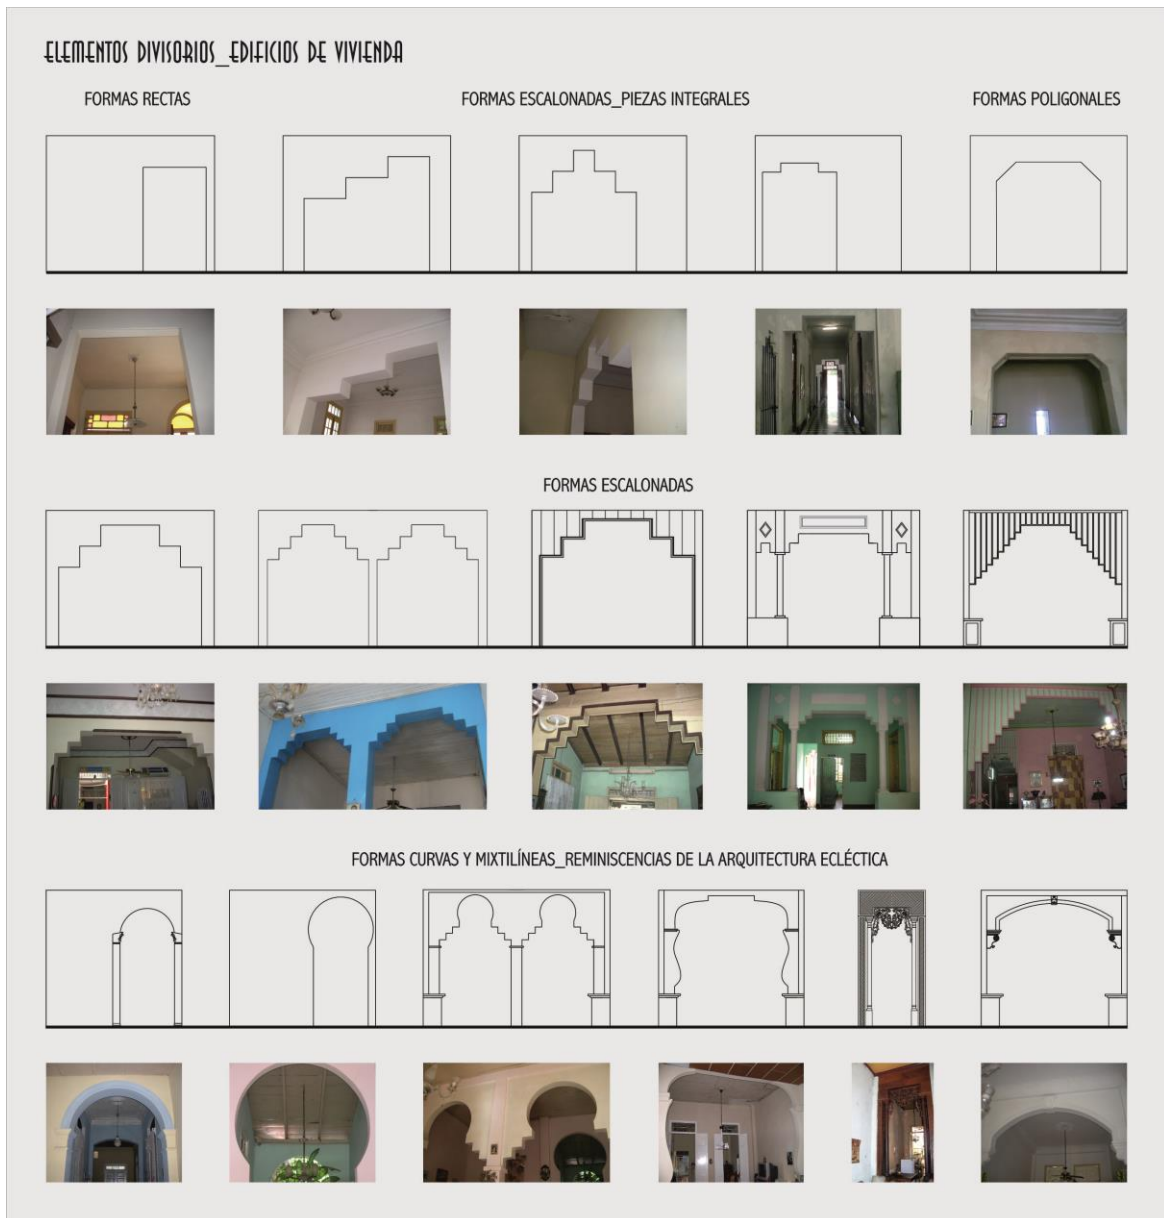 ELEMENTOS DIVISORIOS_EDIFICIOS DE VIVIENDA
FORMAS RECTAS
FORMAS ESCALONADAS_PIEZAS INTEGRALES
FORMAS POLIGONALES
FORMAS ESCALONADAS
FORMAS CURVAS Y MIXTILÍNEAS_REMINISCENCIAS DE LA ARQUITECTURA ECLÉCTICA